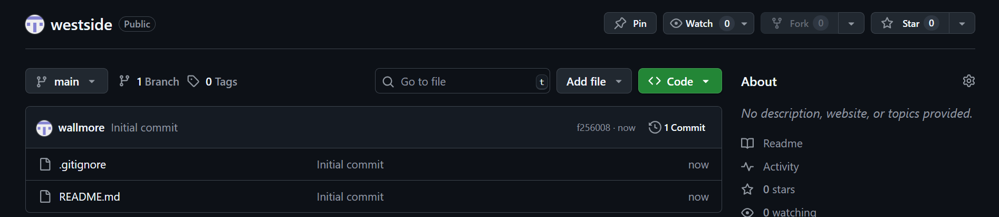 westside Public Pin Watch 0 Fork 0 Star 0
main 1 Branch 0 Tags Go to file t Add file Code
About
No description, website, or topics provided.
wallmore Initial commit f256008 · now 1 Commit
.gitignore Initial commit now
README.md Initial commit now
Readme
Activity
0 stars
0 watching